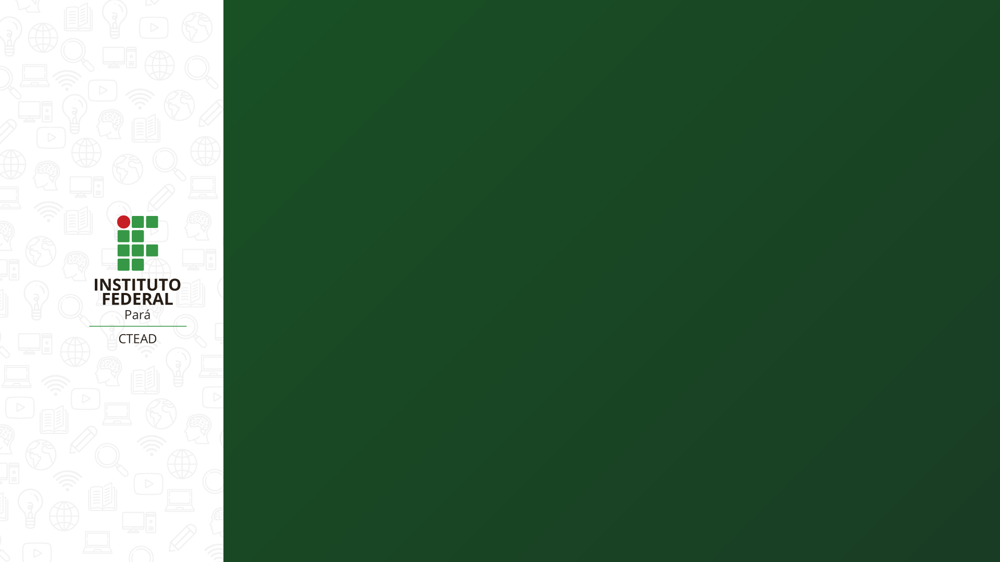 INSTITUTO
FEDERAL
Pará
CTEAD